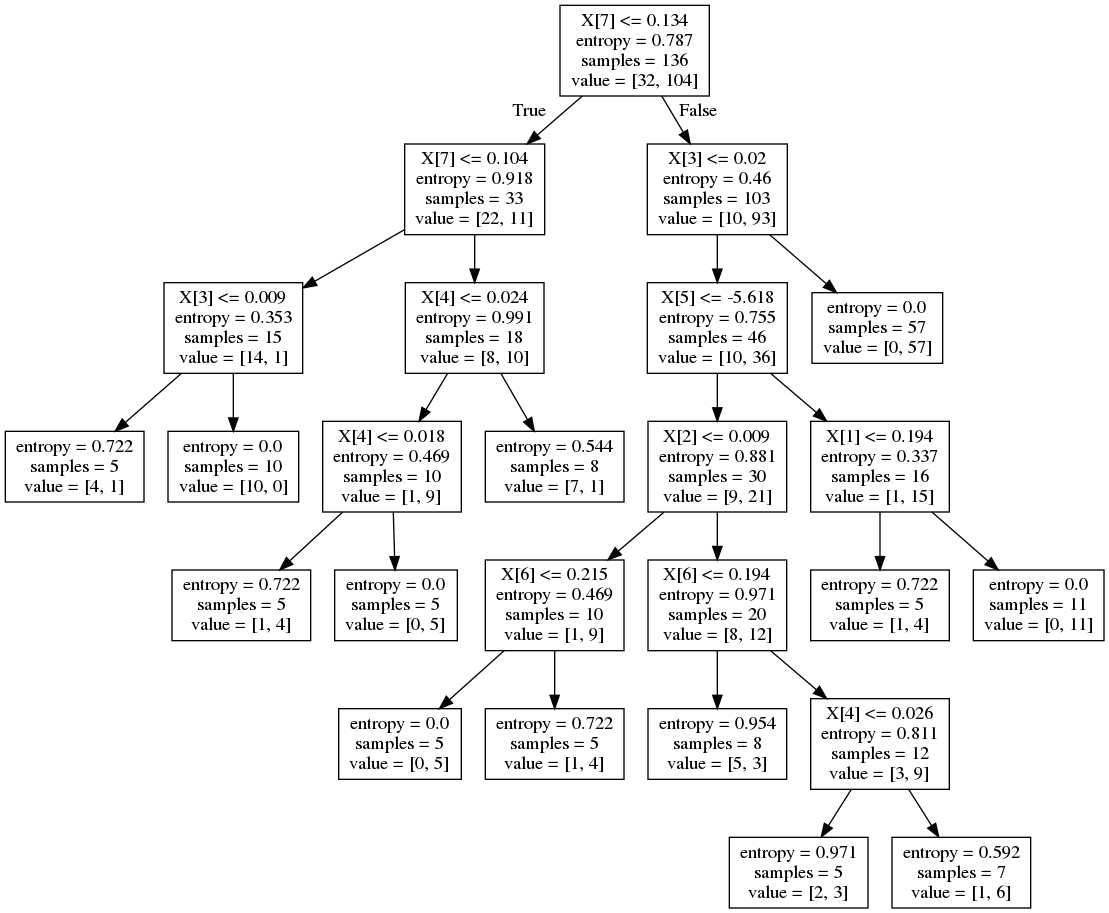 X[7] <= 0.134
entropy = 0.787
samples = 136
value = [32, 104]
True
False
X[7] <= 0.104
entropy = 0.918
samples = 33
value = [22, 11]
X[3] <= 0.02
entropy = 0.46
samples = 103
value = [10, 93]
X[3] <= 0.009
entropy = 0.353
samples = 15
value = [14, 1]
X[4] <= 0.024
entropy = 0.991
samples = 18
value = [8, 10]
X[5] <= -5.618
entropy = 0.755
samples = 46
value = [10, 36]
entropy = 0.0
samples = 57
value = [0, 57]
entropy = 0.722
samples = 5
value = [4, 1]
entropy = 0.0
samples = 10
value = [10, 0]
X[4] <= 0.018
entropy = 0.469
samples = 10
value = [1, 9]
entropy = 0.544
samples = 8
value = [7, 1]
X[2] <= 0.009
entropy = 0.881
samples = 30
value = [9, 21]
X[1] <= 0.194
entropy = 0.337
samples = 16
value = [1, 15]
entropy = 0.722
samples = 5
value = [1, 4]
entropy = 0.0
samples = 5
value = [0, 5]
X[6] <= 0.215
entropy = 0.469
samples = 10
value = [1, 9]
X[6] <= 0.194
entropy = 0.971
samples = 20
value = [8, 12]
entropy = 0.722
samples = 5
value = [1, 4]
entropy = 0.0
samples = 11
value = [0, 11]
entropy = 0.0
samples = 5
value = [0, 5]
entropy = 0.722
samples = 5
value = [1, 4]
entropy = 0.954
samples = 8
value = [5, 3]
X[4] <= 0.026
entropy = 0.811
samples = 12
value = [3, 9]
entropy = 0.971
samples = 5
value = [2, 3]
entropy = 0.592
samples = 7
value = [1, 6]